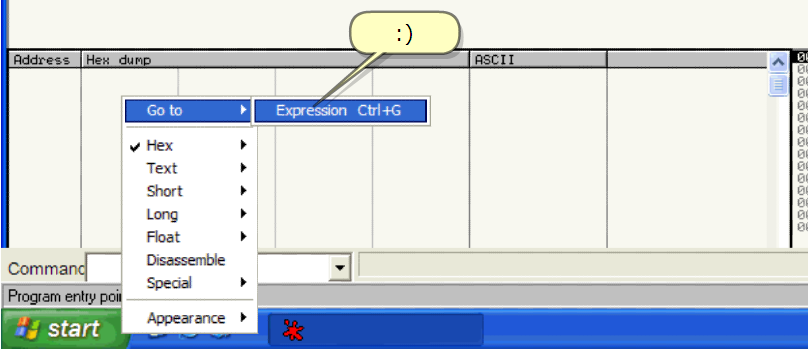 :)
Address Hex dump ASCII
Go to Expression Ctrl+G
Hex
Text
Short
Long
Float
Disassemble
Command
Special
Program entry poi
Appearance
start